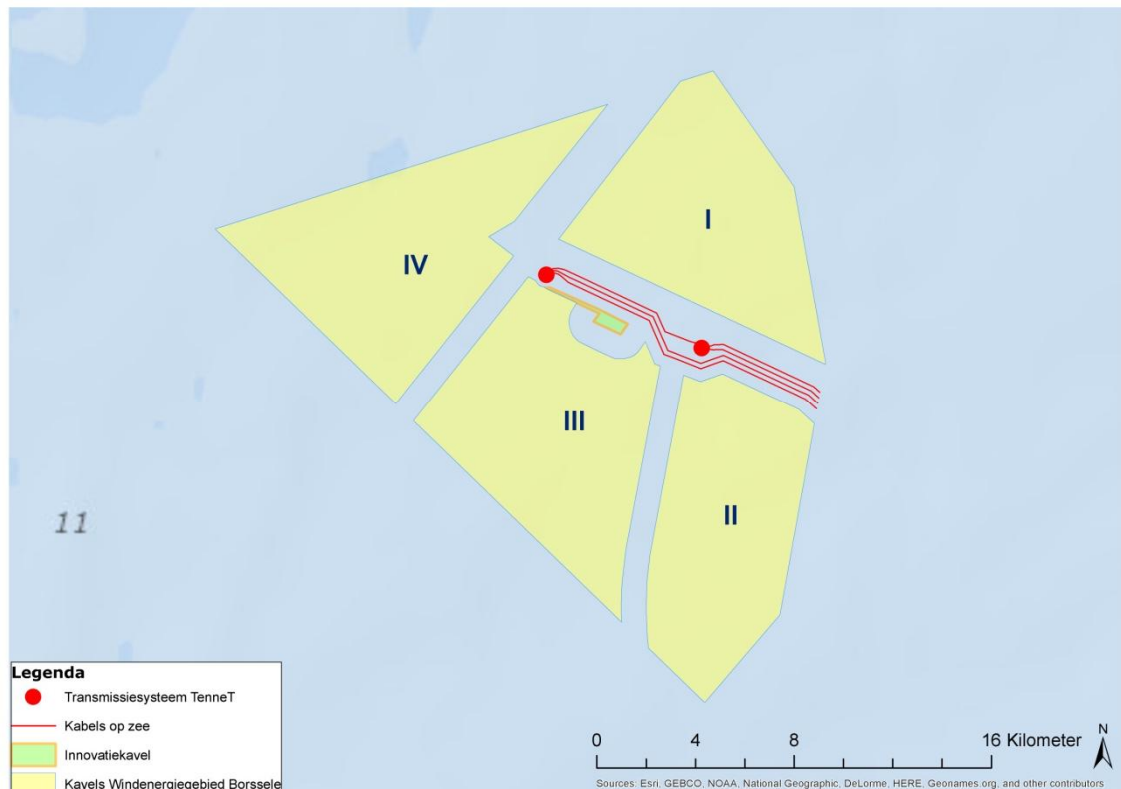 I
IV
III
II
11
Legenda
Transmissiesysteem TenneT
Kabels op zee
Innovatiekavel
Kavels Windenergiegebied Borssele
0 4 8 16 Kilometer
N
Sources: Esri, GEBCO, NOAA, National Geographic, DeLorme, HERE, Geonames.org, and other contributors